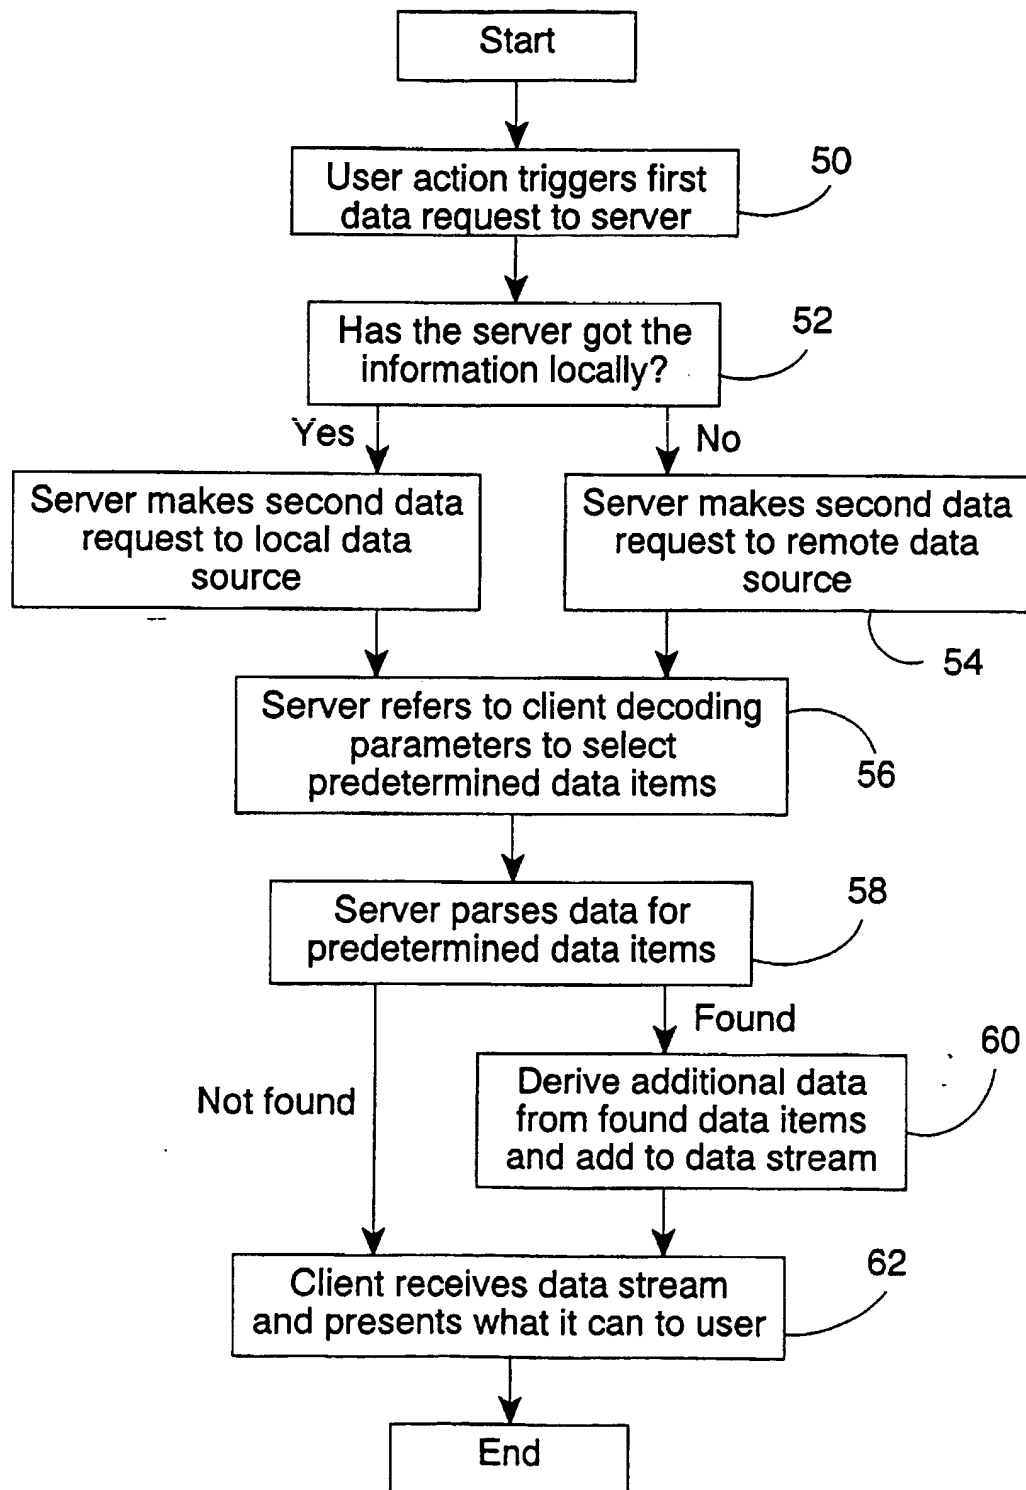 Start
User action triggers first
data request to server
50
Has the server got the
information locally?
52
Yes
No
Server makes second data
request to local data
source
Server makes second data
request to remote data
source
54
Server refers to client decoding
parameters to select
predetermined data items
56
Server parses data for
predetermined data items
58
Found
Not found
Derive additional data
from found data items
and add to data stream
60
Client receives data stream
and presents what it can to user
62
End